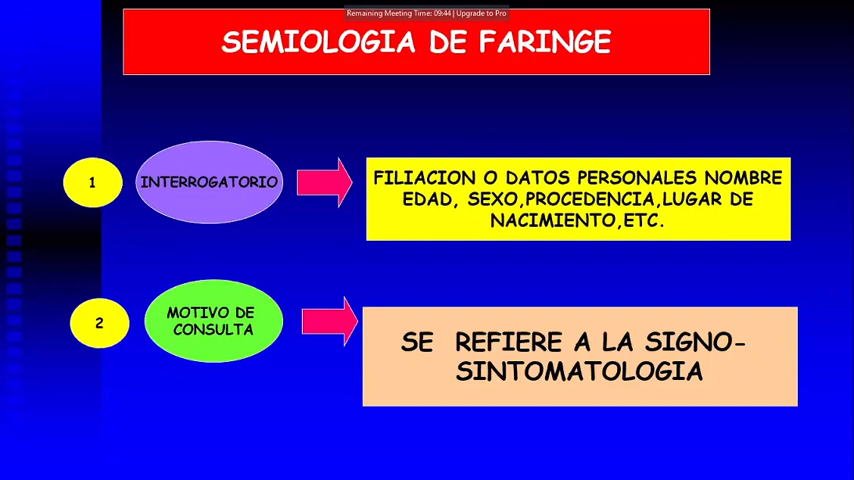 Remaining Meeting Time: 09:44 | Upgrade to Pro
SEMIOLOGIA DE FARINGE
1
INTERROGATORIO
FILIACION O DATOS PERSONALES NOMBRE
EDAD, SEXO,PROCEDENCIA,LUGAR DE
NACIMIENTO,ETC.
2
MOTIVO DE
CONSULTA
SE REFIERE A LA SIGNO-
SINTOMATOLOGIA